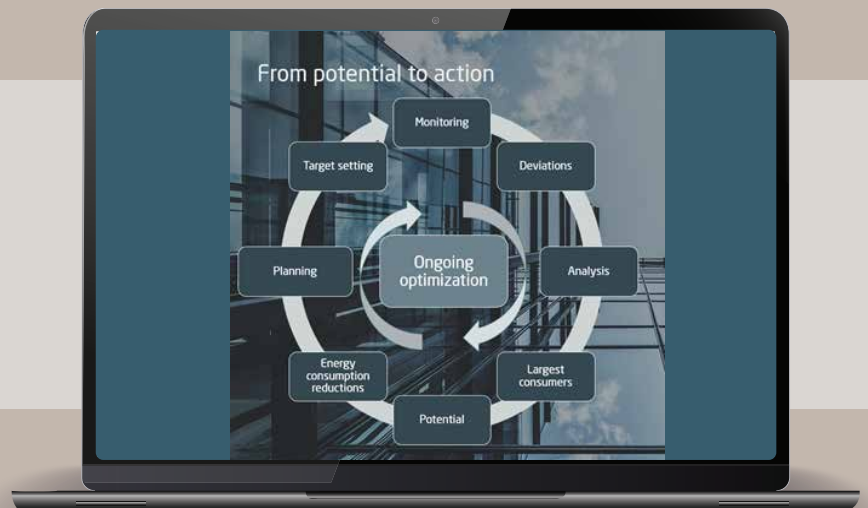 From potential to action
Monitoring
Target setting
Deviations
Planning
Ongoing
optimization
Analysis
Energy
consumption
reductions
Largest
consumers
Potential